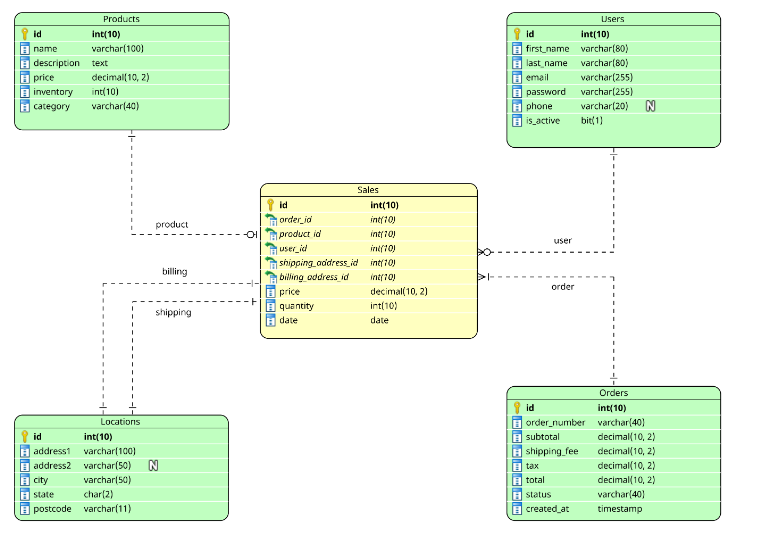 Products
id int(10)
name varchar(100)
description text
price decimal(10, 2)
inventory int(10)
category varchar(40)
Users
id int(10)
first_name varchar(80)
last_name varchar(80)
email varchar(255)
password varchar(255)
phone varchar(20) N
is_active bit(1)
Sales
id int(10)
order_id int(10)
product_id int(10)
user_id int(10)
shipping_address_id int(10)
billing_address_id int(10)
price decimal(10, 2)
quantity int(10)
date date
product
user
billing
order
shipping
Locations
id int(10)
address1 varchar(100)
address2 varchar(50) N
city varchar(50)
state char(2)
postcode varchar(11)
Orders
id int(10)
order_number varchar(40)
subtotal decimal(10, 2)
shipping_fee decimal(10, 2)
tax decimal(10, 2)
total decimal(10, 2)
status varchar(40)
created_at timestamp